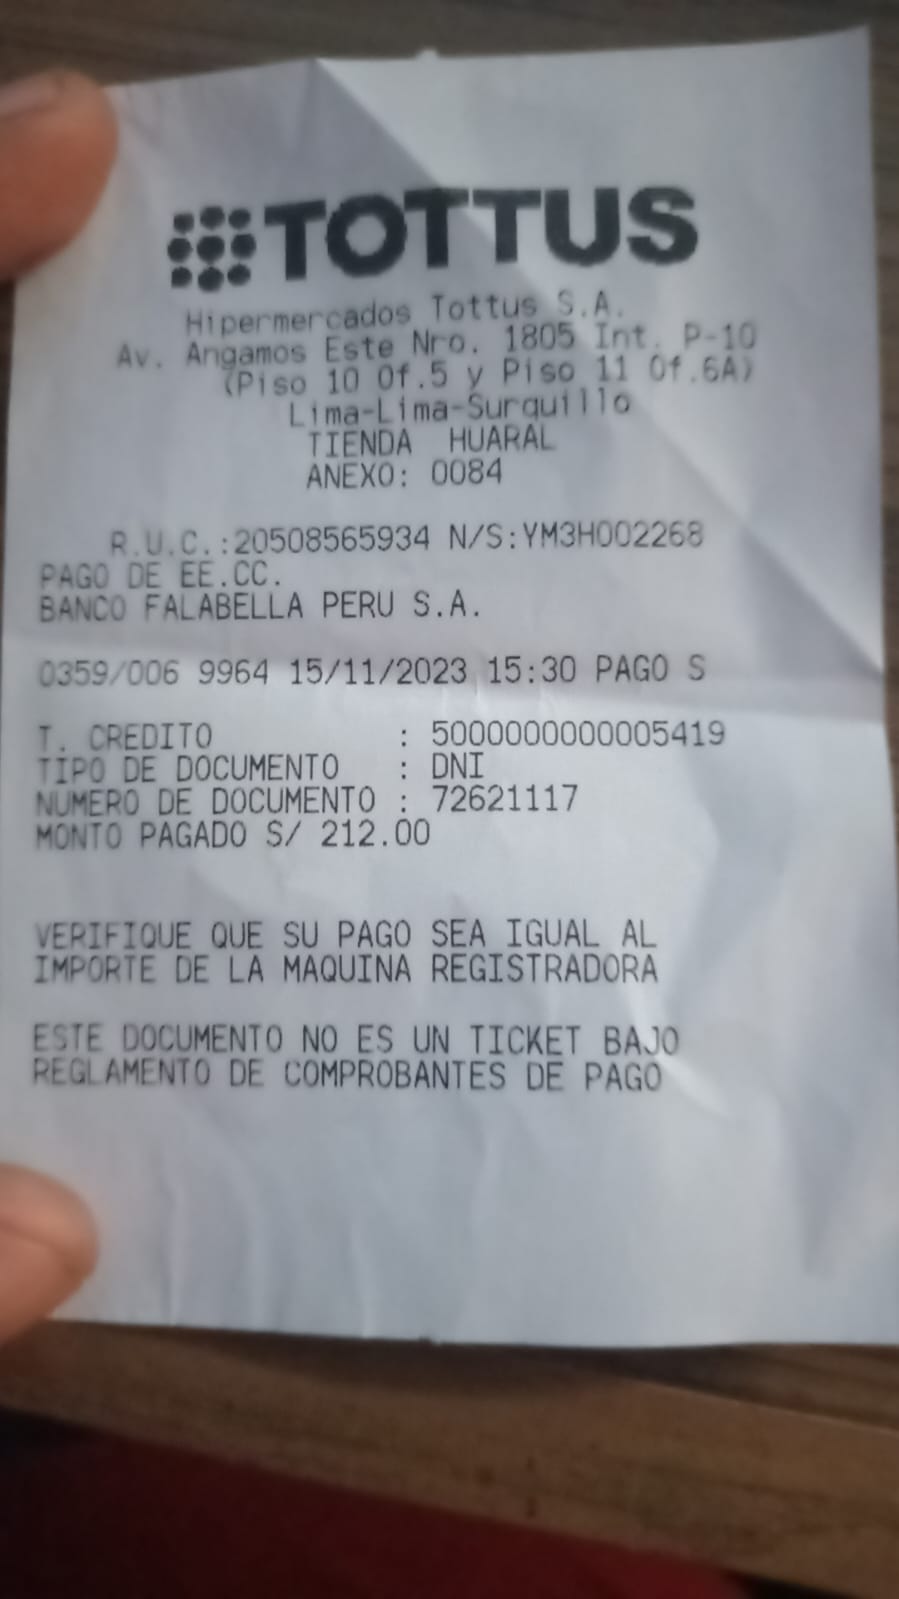 TOTTUS
Hipermercados Tottus S.A.
Av. Angamos Este Nro. 1805 Int. P-10
(Piso 10 Of.5 y Piso 11 Of.6A)
Lima-Lima-Surquillo
TIENDA HUARAL
ANEXO: 0084
R.U.C.:20508565934 N/S:YM3H002268
PAGO DE EE.CC.
BANCO FALABELLA PERU S.A.
0359/006 9964 15/11/2023 15:30 PAGO S
T. CREDITO : 5000000000005419
TIPO DE DOCUMENTO : DNI
NUMERO DE DOCUMENTO : 72621117
MONTO PAGADO S/ 212.00
VERIFIQUE QUE SU PAGO SEA IGUAL AL
IMPORTE DE LA MAQUINA REGISTRADORA
ESTE DOCUMENTO NO ES UN TICKET BAJO
REGLAMENTO DE COMPROBANTES DE PAGO